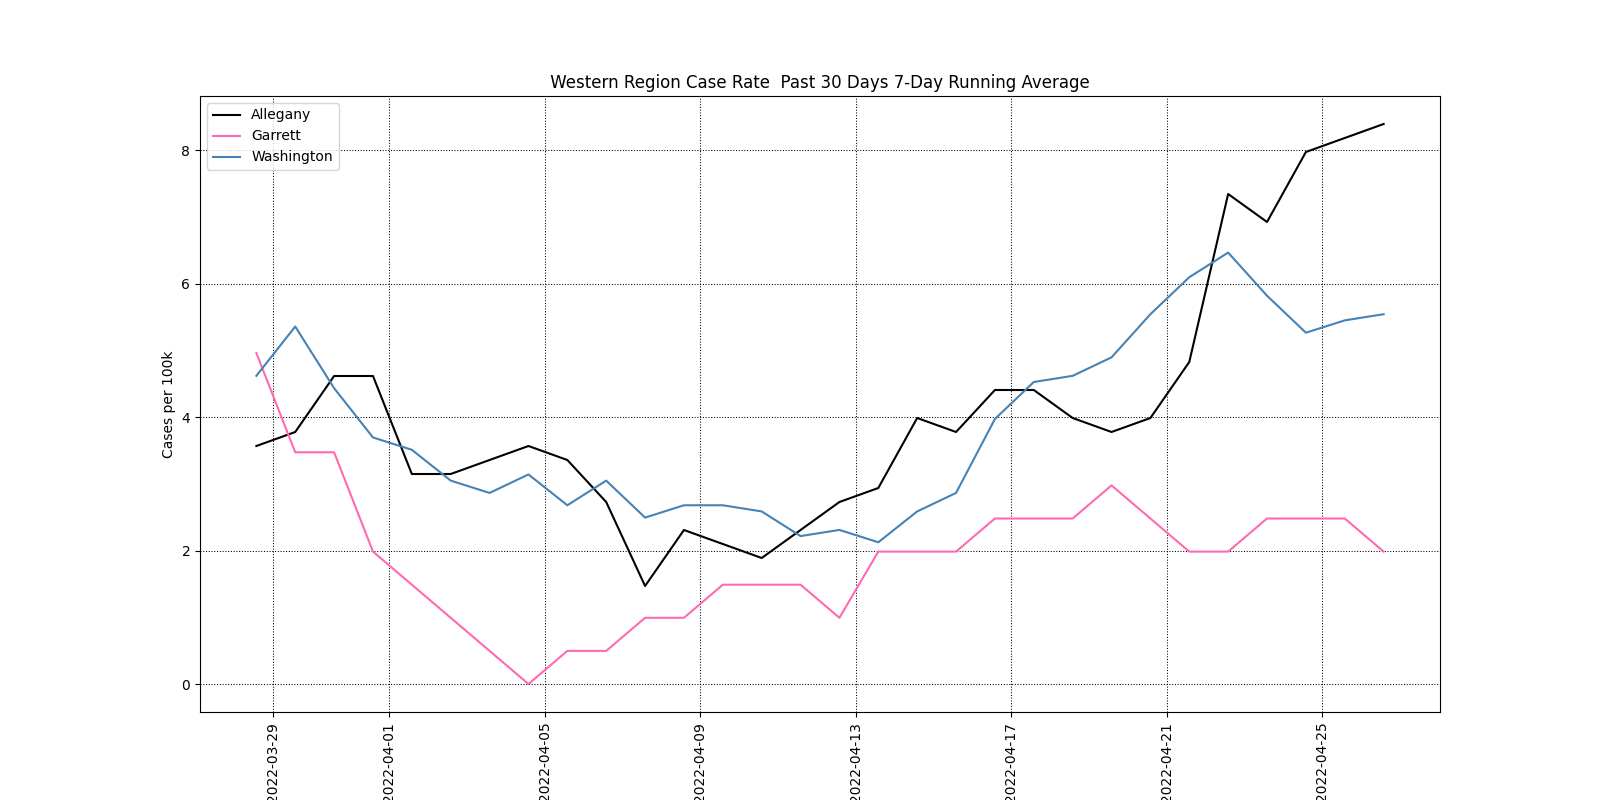 Western Region Case Rate  Past 30 Days 7-Day Running Average
Allegany
Garrett
Washington
8
6
4
2
0
Cases per 100k
2022-03-29
2022-04-01
2022-04-05
2022-04-09
2022-04-13
2022-04-17
2022-04-21
2022-04-25